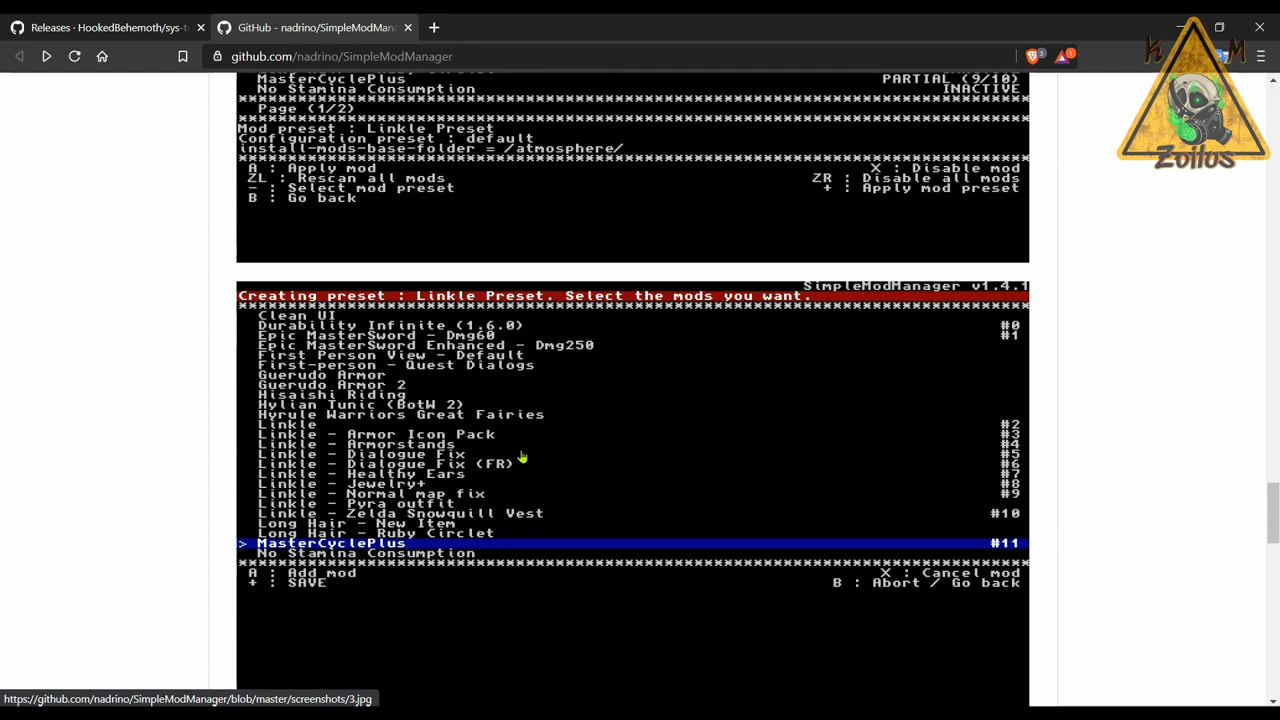 Releases · HookedBehemoth/sys-t
GitHub - nadrino/SimpleModMan
github.com/nadrino/SimpleModManager
3
1
K M
Zoilus
MasterCyclePlus PARTIAL (9/10)
No Stamina Consumption INACTIVE
Page (1/2)
Mod preset : Linkle Preset
Configuration preset : default
install-mods-base-folder = /atmosphere/
A : Apply mod X : Disable mod
ZL : Rescan all mods ZR : Disable all mods
- : Select mod preset + : Apply mod preset
B : Go back
SimpleModManager v1.4.1
Creating preset : Linkle Preset. Select the mods you want.
Clean UI
Durability Infinite (1.6.0) #0
Epic MasterSword - Dmg60 #1
Epic MasterSword Enhanced - Dmg250
First Person View - Default
First-person - Quest Dialogs
Guerudo Armor
Guerudo Armor 2
Hisaishi Riding
Hylian Tunic (BotW 2)
Hyrule Warriors Great Fairies
Linkle #2
Linkle - Armor Icon Pack #3
Linkle - Armorstands #4
Linkle - Dialogue Fix #5
Linkle - Dialogue Fix (FR) #6
Linkle - Healthy Ears #7
Linkle - Jewelry+ #8
Linkle - Normal map fix #9
Linkle - Pyra outfit
Linkle - Zelda Snowquill Vest #10
Long Hair - New Item
Long Hair - Ruby Circlet
> MasterCyclePlus #11
No Stamina Consumption
A : Add mod X : Cancel mod
+ : SAVE B : Abort / Go back
https://github.com/nadrino/SimpleModManager/blob/master/screenshots/3.jpg